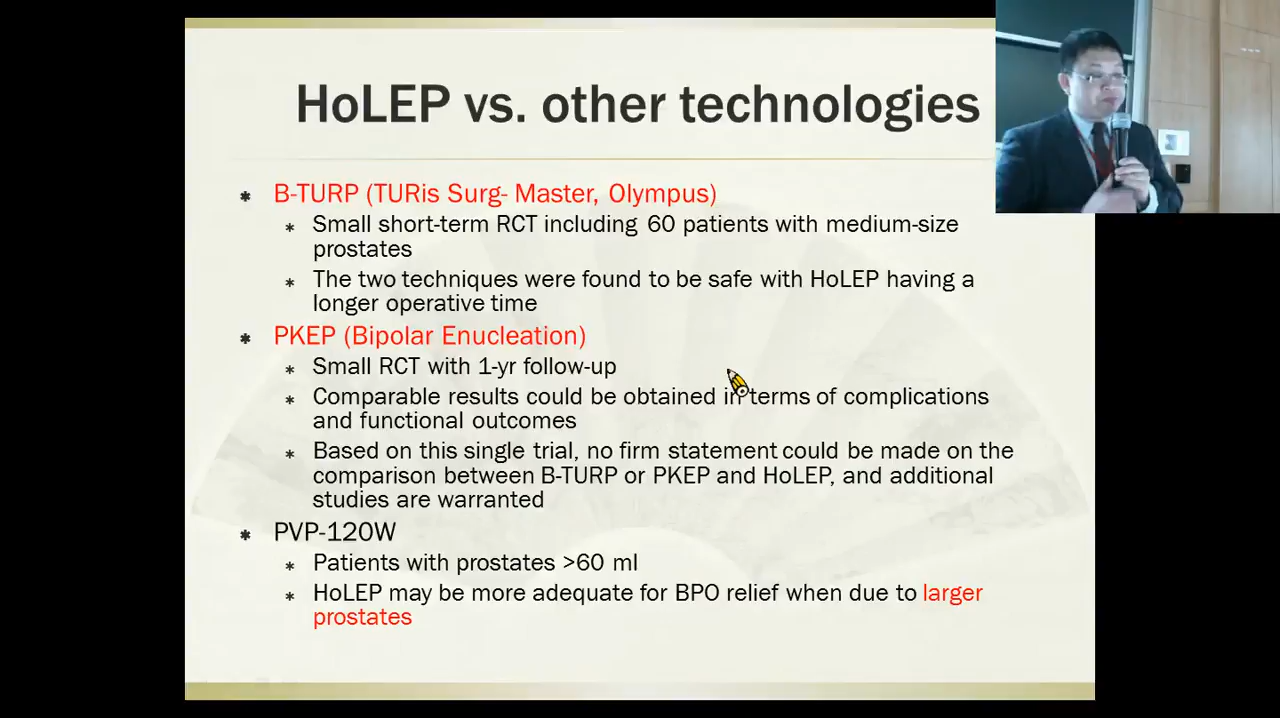 HoLEP vs. other technologies
* B-TURP (TURis Surg- Master, Olympus)
* Small short-term RCT including 60 patients with medium-size
prostates
* The two techniques were found to be safe with HoLEP having a
longer operative time
* PKEP (Bipolar Enucleation)
* Small RCT with 1-yr follow-up
* Comparable results could be obtained in terms of complications
and functional outcomes
* Based on this single trial, no firm statement could be made on the
comparison between B-TURP or PKEP and HoLEP, and additional
studies are warranted
* PVP-120W
* Patients with prostates >60 ml
* HoLEP may be more adequate for BPO relief when due to larger
prostates